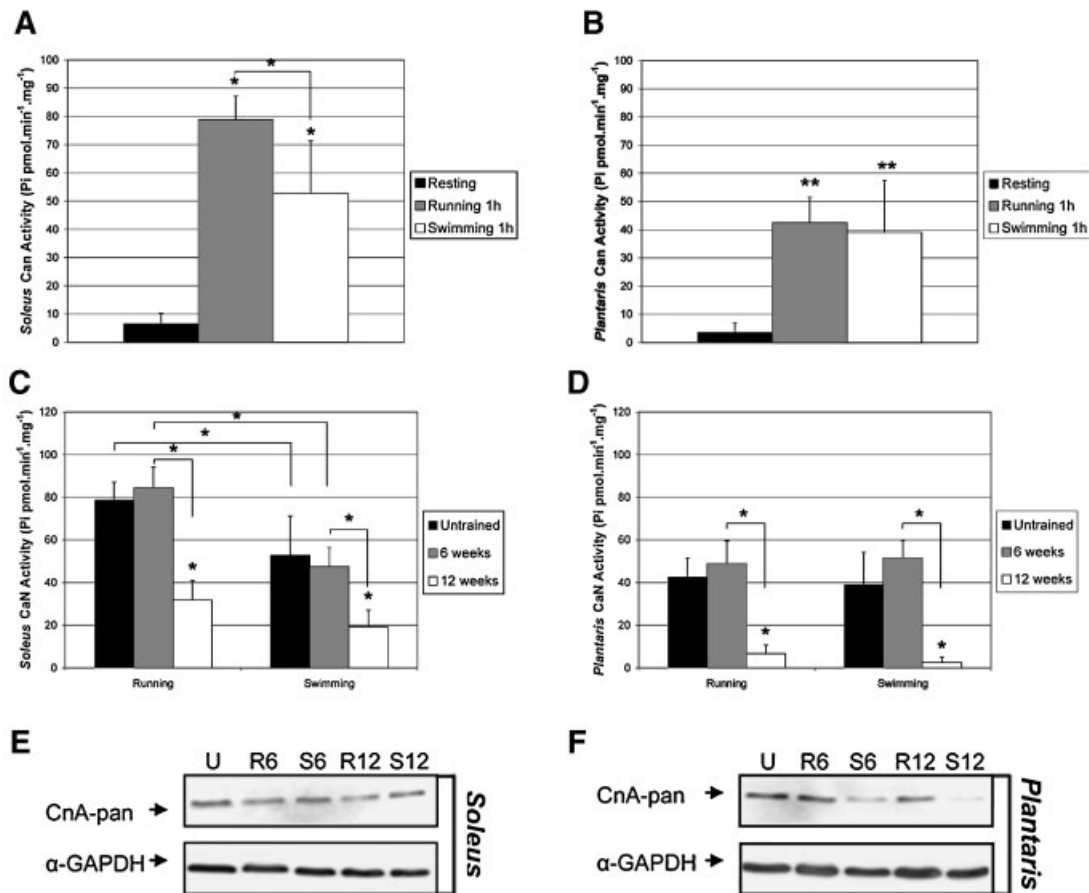 A
B
Soleus Can Activity (Pi pmol.min⁻¹.mg⁻¹)
100
90
80
70
60
50
40
30
20
10
0
*
*
*
Resting
Running 1h
Swimming 1h
Plantaris Can Activity (Pi pmol.min⁻¹.mg⁻¹)
100
90
80
70
60
50
40
30
20
10
0
**
**
Resting
Running 1h
Swimming 1h
C
D
Soleus CaN Activity (Pi pmol.min⁻¹.mg⁻¹)
120
100
80
60
40
20
0
*
*
*
*
*
*
Running
Swimming
Untrained
6 weeks
12 weeks
Plantaris CaN Activity (Pi pmol.min⁻¹.mg⁻¹)
120
100
80
60
40
20
0
*
*
*
*
Running
Swimming
Untrained
6 weeks
12 weeks
E
U R6 S6 R12 S12
CnA-pan
α-GAPDH
Soleus
F
U R6 S6 R12 S12
CnA-pan
α-GAPDH
Plantaris